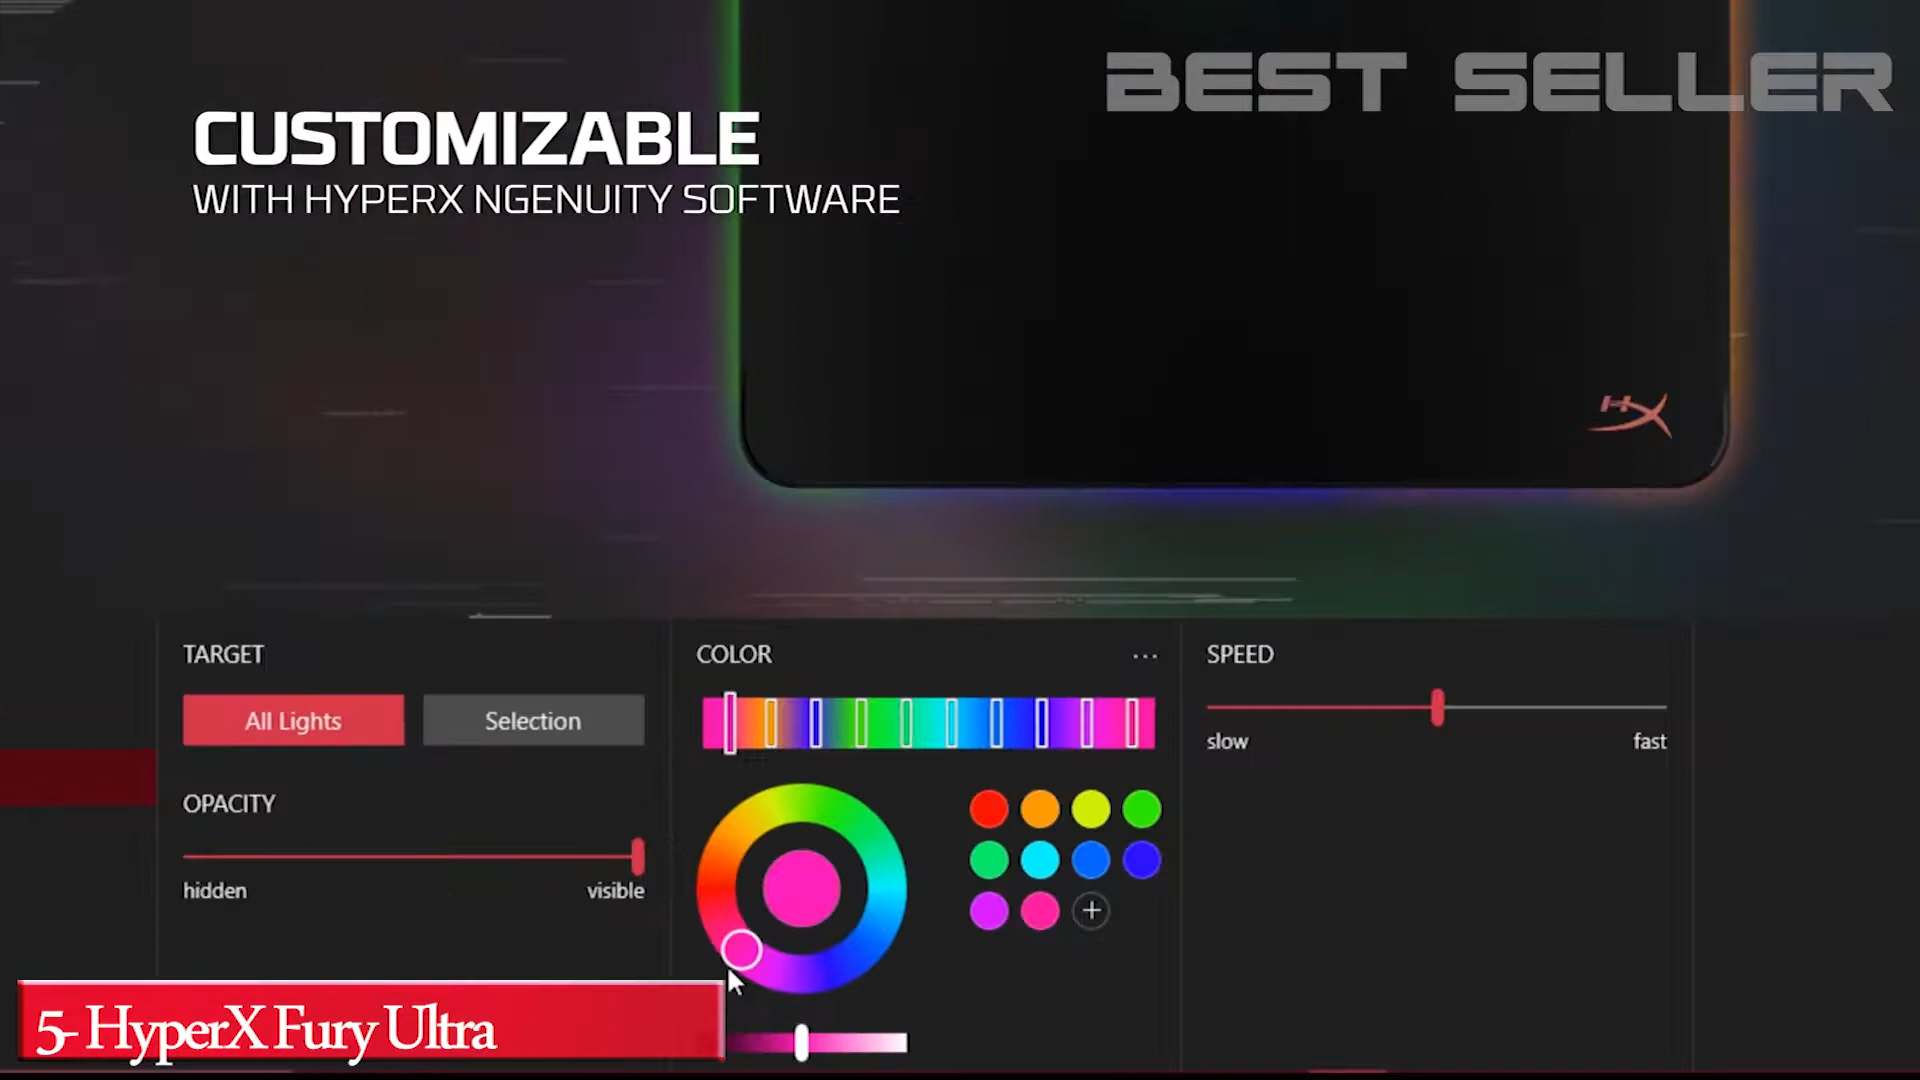 BEST SELLER
CUSTOMIZABLE
WITH HYPERX NGENUITY SOFTWARE
HX
TARGET
All Lights
Selection
OPACITY
hidden
visible
COLOR
...
SPEED
slow
fast
5- HyperX Fury Ultra